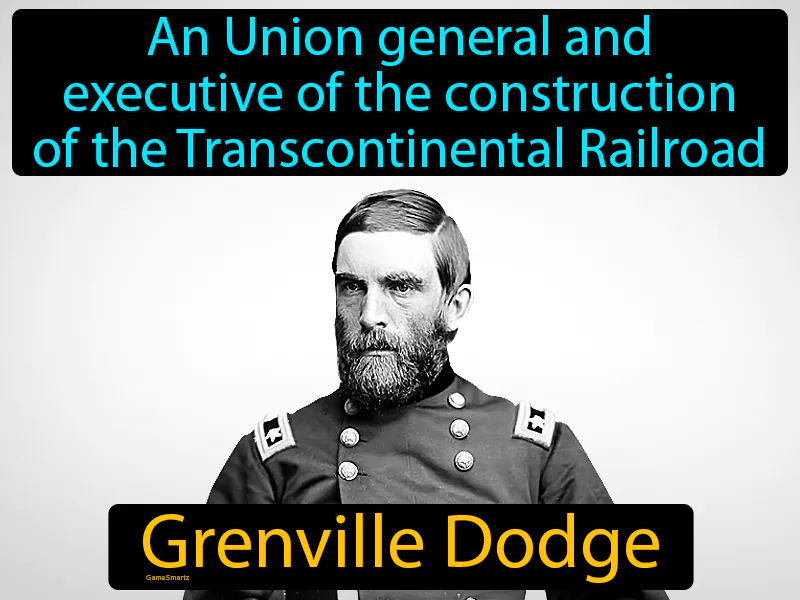 An Union general and
executive of the construction
of the Transcontinental Railroad
Grenville Dodge
GameSmartz